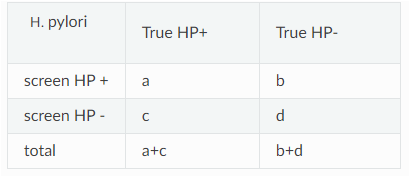 H. pylori True HP+ True HP-
screen HP + a b
screen HP - c d
total a+c b+d